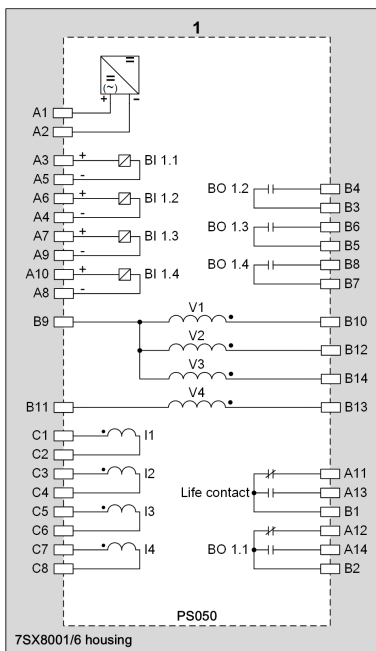 1
=
=
(~)
+ -
A1
A2
A3 + BI 1.1
A5 -
A6 + BI 1.2
A4 -
A7 + BI 1.3
A9 -
A10 + BI 1.4
A8 -
BO 1.2 B4
B3
BO 1.3 B6
B5
BO 1.4 B8
B7
B9 V1 B10
V2 B12
V3 B14
B11 V4 B13
C1 I1
C2
C3 I2
C4
C5 I3
C6
C7 I4
C8
A11
Life contact A13
B1
A12
BO 1.1 A14
B2
PS050
7SX8001/6 housing